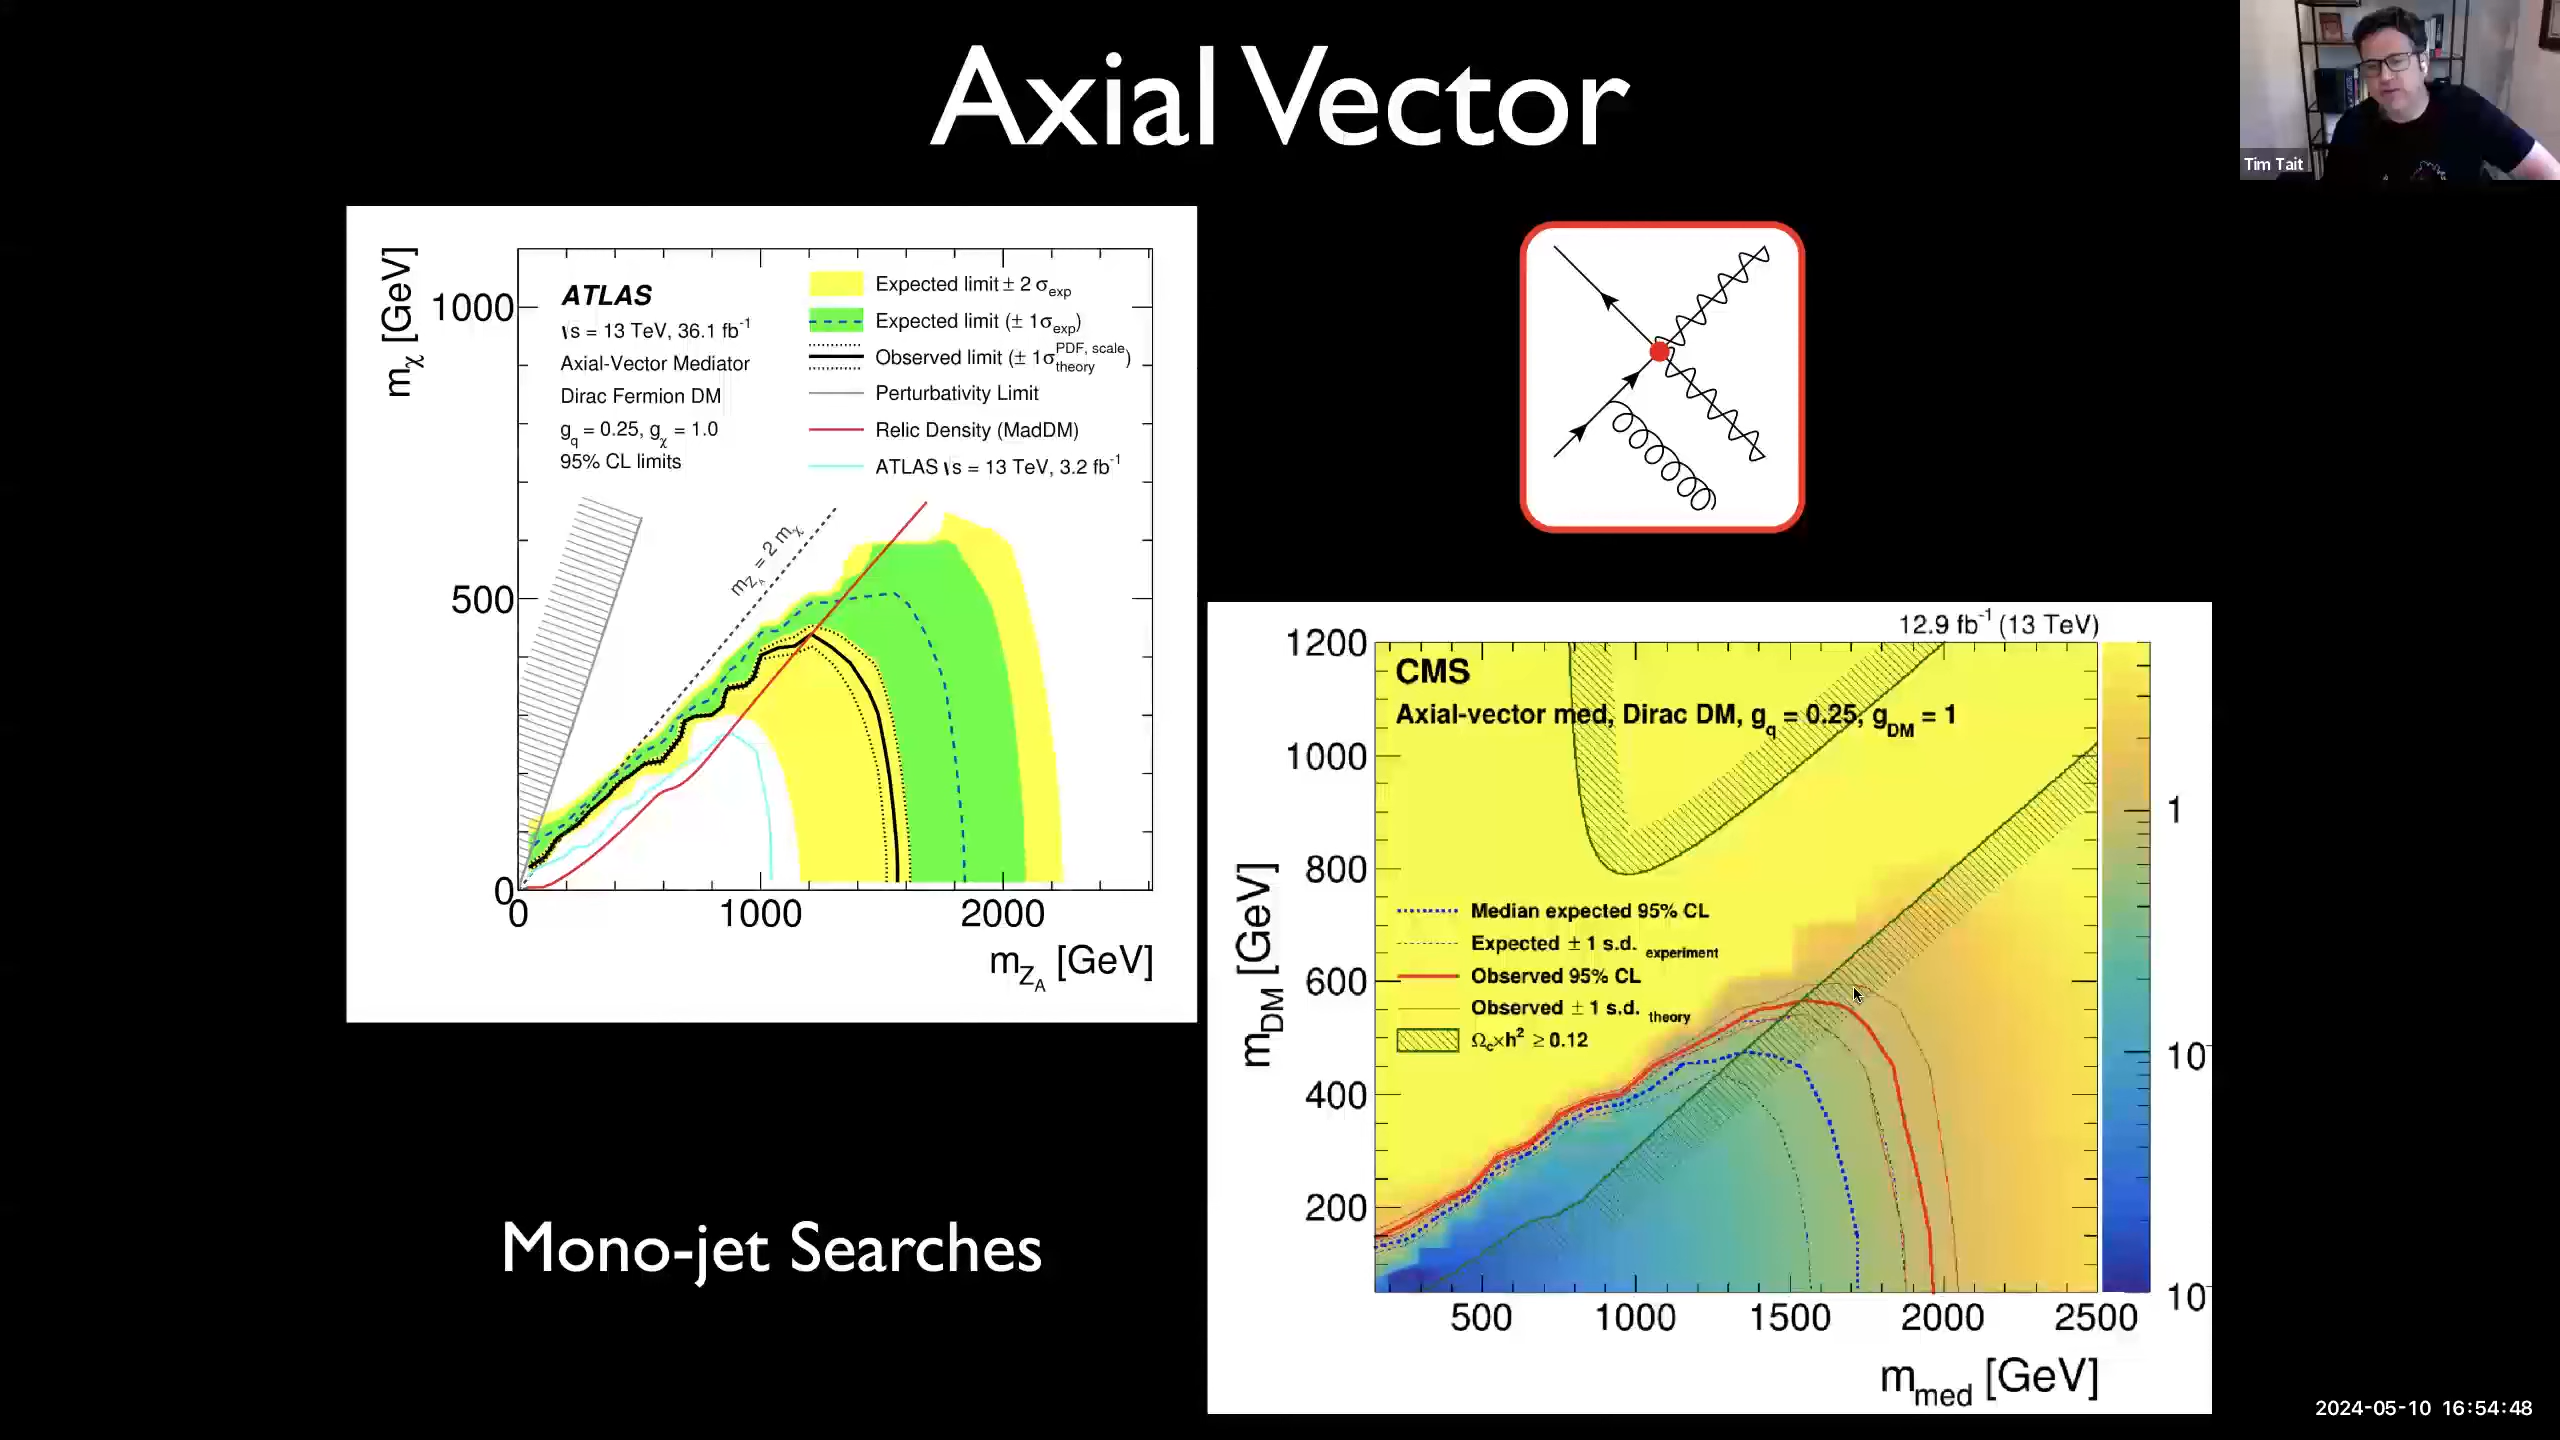 Axial Vector
Tim Tait
m_χ [GeV]
1000
500
0
0
1000
2000
m_Z_A [GeV]
ATLAS
√s = 13 TeV, 36.1 fb⁻¹
Axial-Vector Mediator
Dirac Fermion DM
g_q = 0.25, g_χ = 1.0
95% CL limits
Expected limit ± 2 σ_exp
Expected limit (± 1σ_exp)
Observed limit (± 1σ_theory^PDF, scale)
Perturbativity Limit
Relic Density (MadDM)
ATLAS √s = 13 TeV, 3.2 fb⁻¹
m_Z_A = 2 m_χ
12.9 fb⁻¹ (13 TeV)
CMS
Axial-vector med, Dirac DM, g_q = 0.25, g_DM = 1
m_DM [GeV]
1200
1000
800
600
400
200
Median expected 95% CL
Expected ± 1 s.d. experiment
Observed 95% CL
Observed ± 1 s.d. theory
Ω_c×h² ≥ 0.12
1
10
10
500
1000
1500
2000
2500
m_med [GeV]
Mono-jet Searches
2024-05-10 16:54:48